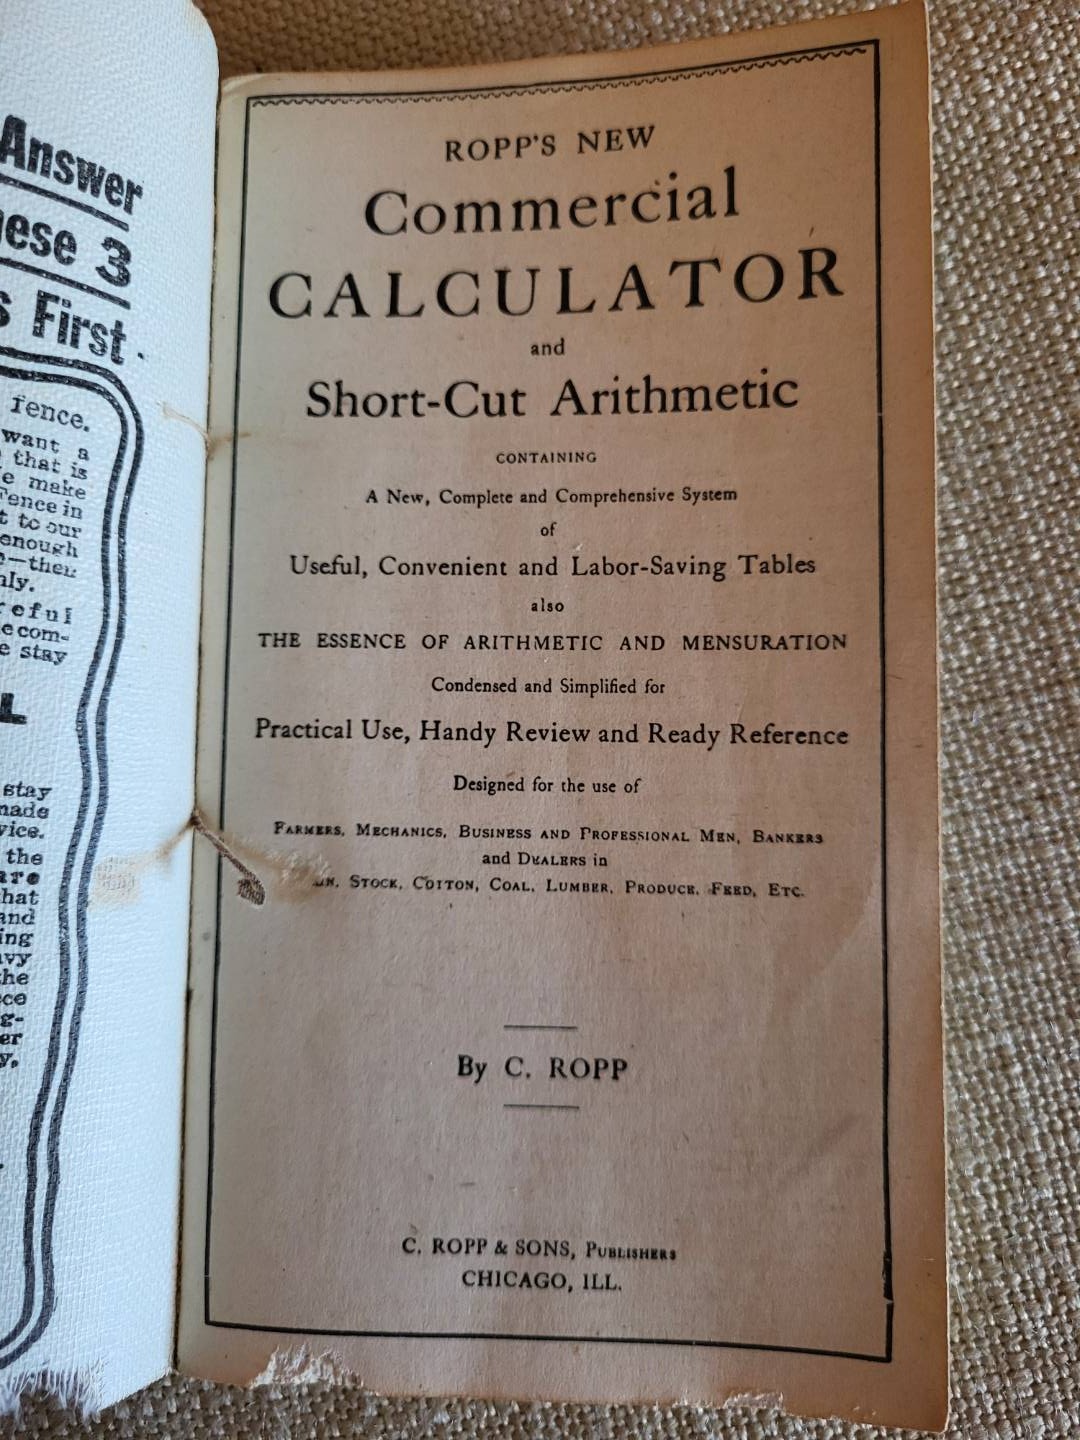 Answer
3
First
fence.
want a
that is
make
Fence in
to our
enough
then
eful
com-
stay
L
stay
made
the
are
that
and
ing
the
er
ROPP'S NEW
Commercial
CALCULATOR
and
Short-Cut Arithmetic
CONTAINING
A New, Complete and Comprehensive System
of
Useful, Convenient and Labor-Saving Tables
also
THE ESSENCE OF ARITHMETIC AND MENSURATION
Condensed and Simplified for
Practical Use, Handy Review and Ready Reference
Designed for the use of
FARMERS, MECHANICS, BUSINESS AND PROFESSIONAL MEN, BANKERS
and DEALERS in
STOCK, COTTON, COAL, LUMBER, PRODUCE, FEED, ETC.
By C. ROPP
C. ROPP & SONS, PUBLISHERS
CHICAGO, ILL.